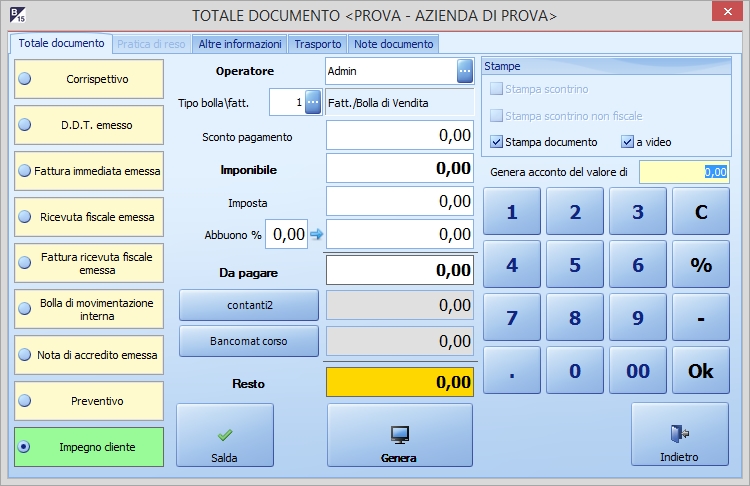 B 15
TOTALE DOCUMENTO <PROVA - AZIENDA DI PROVA>
Totale documento
Pratica di reso
Altre informazioni
Trasporto
Note documento
Corrispettivo
D.D.T. emesso
Fattura immediata emessa
Ricevuta fiscale emessa
Fattura ricevuta fiscale
emessa
Bolla di movimentazione
interna
Nota di accredito emessa
Preventivo
Impegno cliente
Operatore Admin ...
Tipo bolla\fatt. 1 ... Fatt./Bolla di Vendita
Sconto pagamento 0,00
Imponibile 0,00
Imposta 0,00
Abbuono % 0,00 0,00
Da pagare 0,00
contanti2 0,00
Bancomat corso 0,00
Resto 0,00
Salda
Genera
Stampe
Stampa scontrino
Stampa scontrino non fiscale
Stampa documento a video
Genera acconto del valore di 0,00
1 2 3 C
4 5 6 %
7 8 9 -
. 0 00 Ok
Indietro